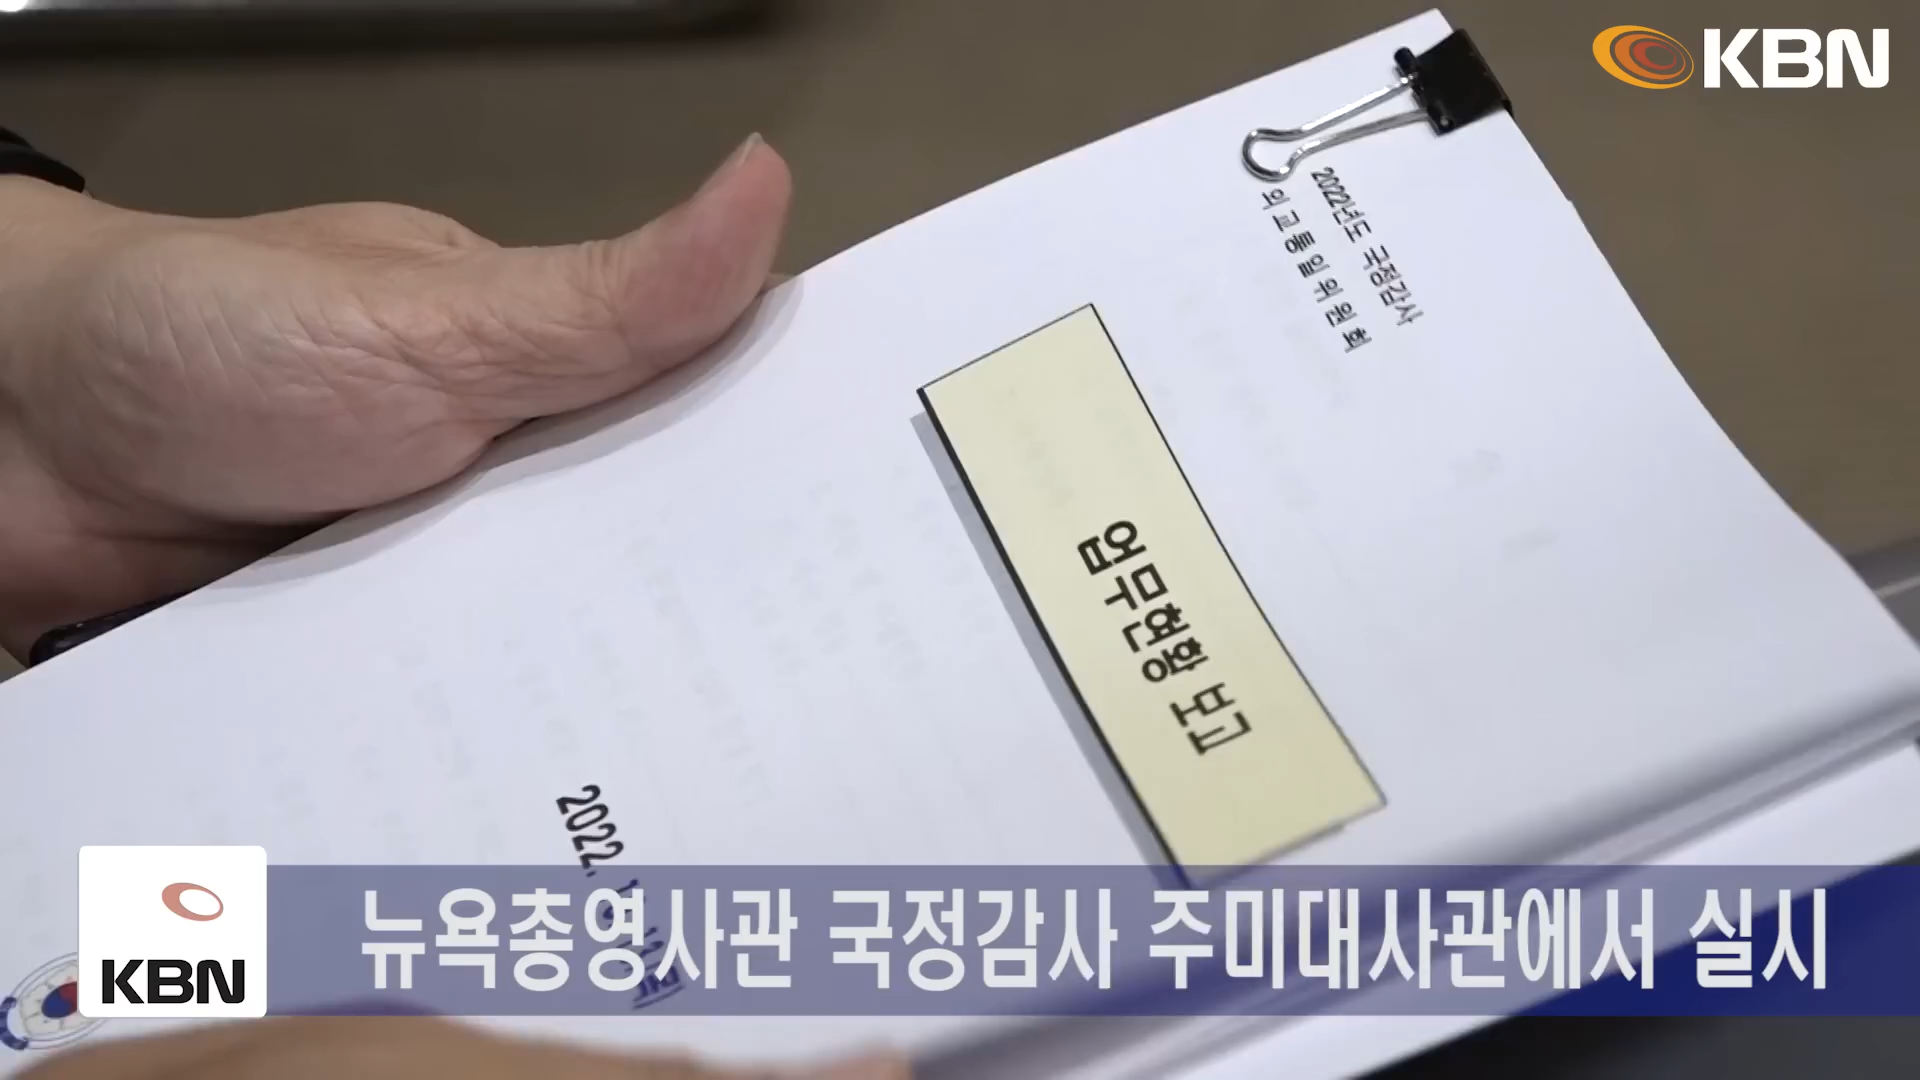 KBN
2022년도 국정감사
외교통일위원회
업무현황 보고
2022.
KBN
뉴욕총영사관 국정감사 주미대사관에서 실시